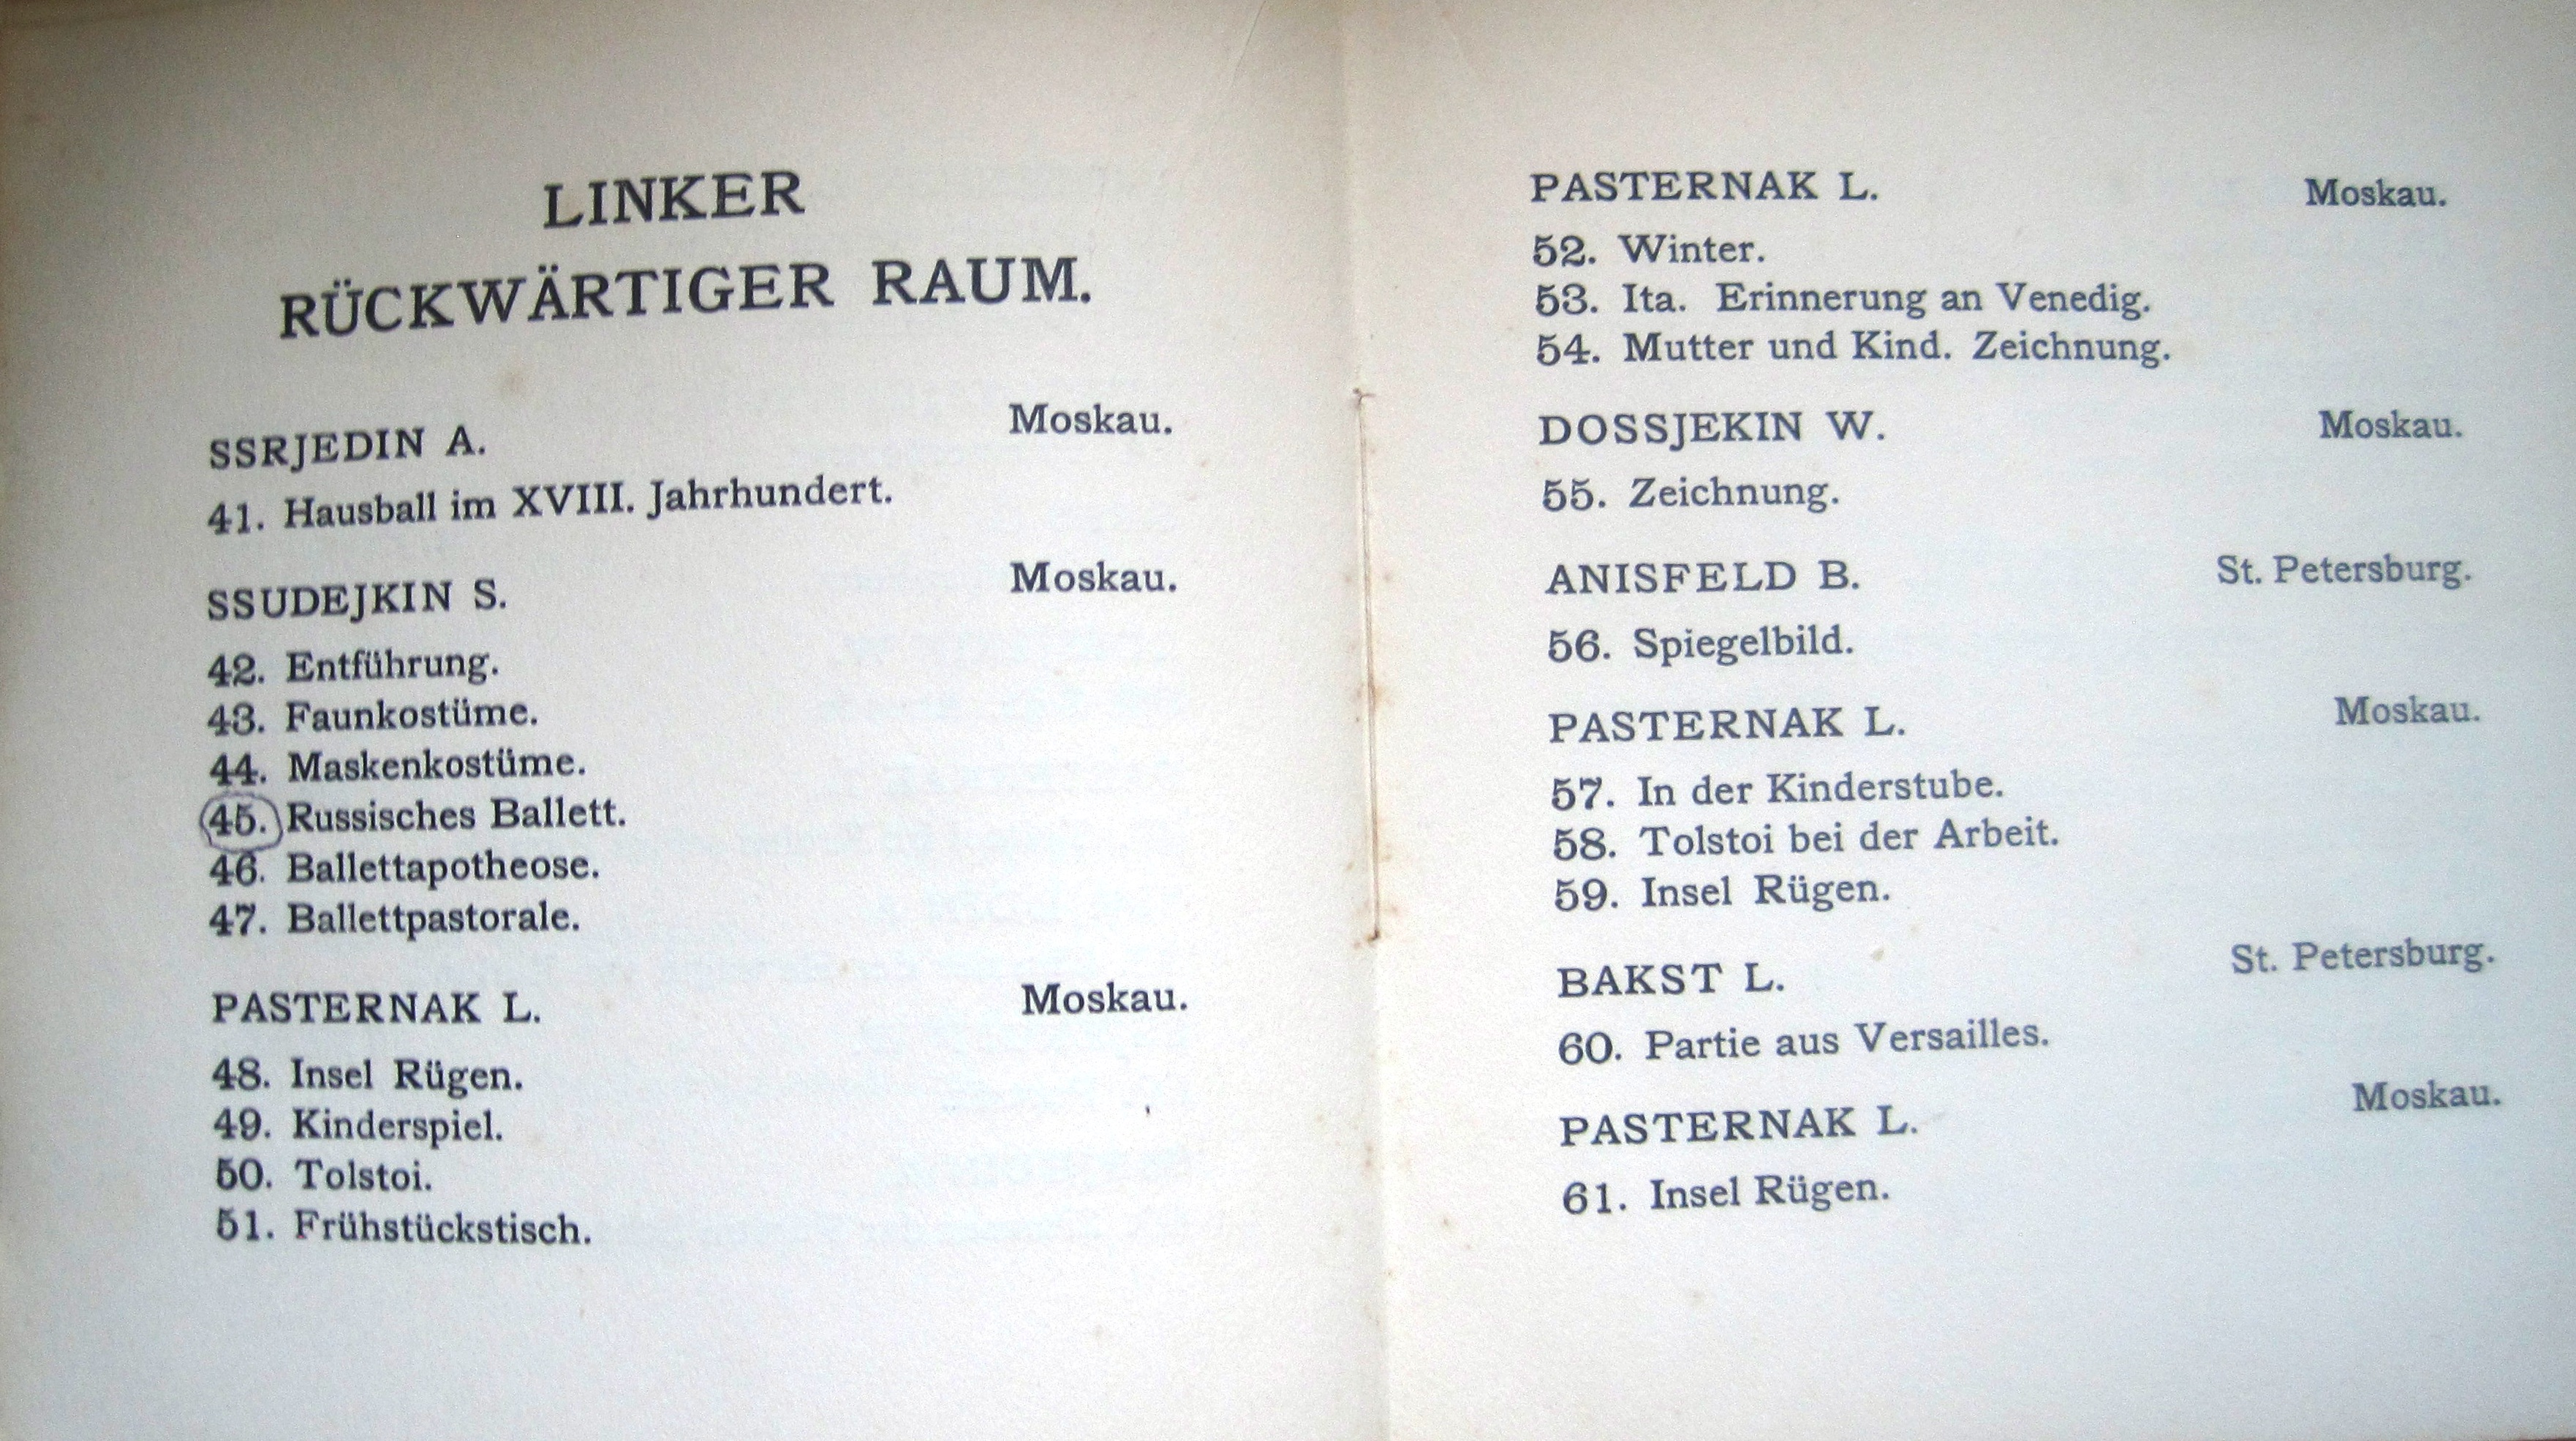 LINKER
RÜCKWÄRTIGER RAUM.
SSRJEDIN A. Moskau.
41. Hausball im XVIII. Jahrhundert.
SSUDEJKIN S. Moskau.
42. Entführung.
43. Faunkostüme.
44. Maskenkostüme.
45. Russisches Ballett.
46. Ballettapotheose.
47. Ballettpastorale.
PASTERNAK L. Moskau.
48. Insel Rügen.
49. Kinderspiel.
50. Tolstoi.
51. Frühstückstisch.
PASTERNAK L. Moskau.
52. Winter.
53. Ita. Erinnerung an Venedig.
54. Mutter und Kind. Zeichnung.
DOSSJEKIN W. Moskau.
55. Zeichnung.
ANISFELD B. St. Petersburg.
56. Spiegelbild.
PASTERNAK L. Moskau.
57. In der Kinderstube.
58. Tolstoi bei der Arbeit.
59. Insel Rügen.
BAKST L. St. Petersburg.
60. Partie aus Versailles.
PASTERNAK L. Moskau.
61. Insel Rügen.